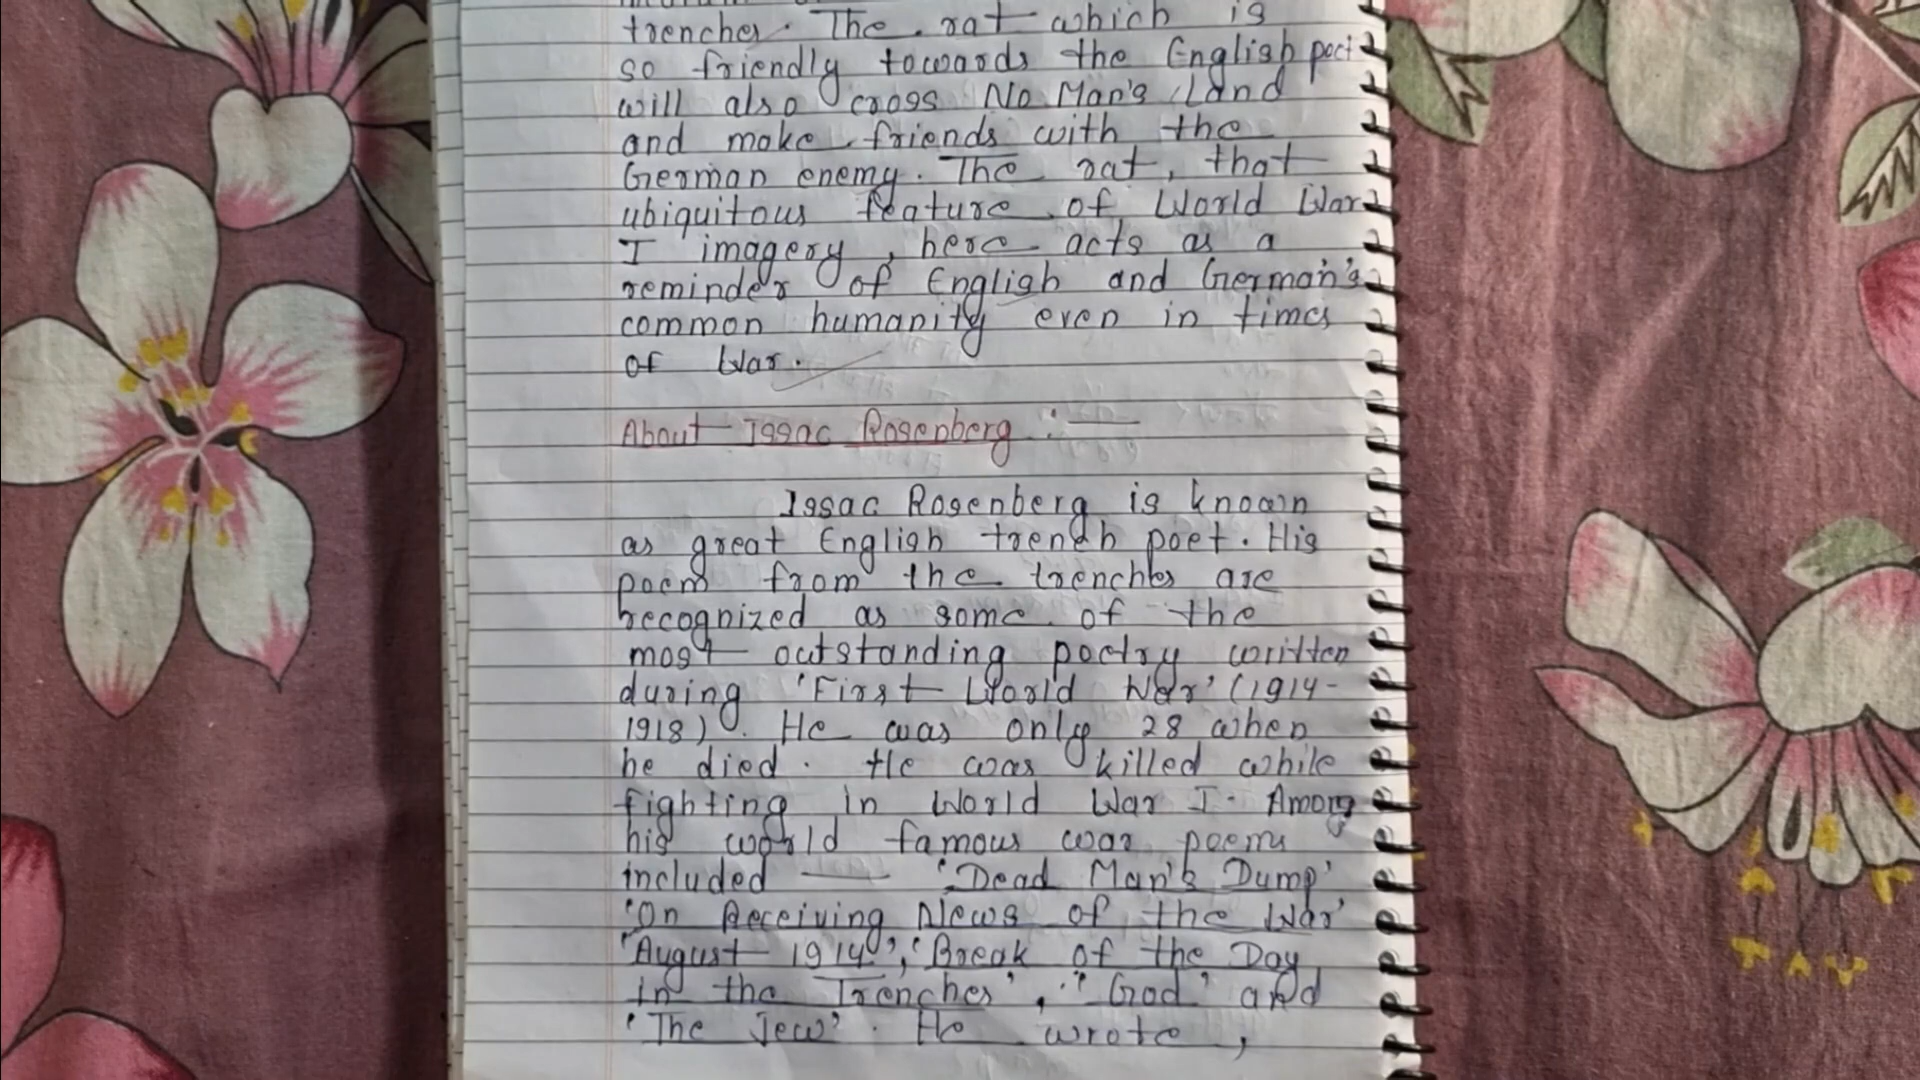 trenches. The rat which is
so friendly towards the English poet
will also cross No Man's Land
and make friends with the
German enemy. The rat, that
ubiquitous feature of World War
I imagery, here acts as a
reminder of English and German's
common humanity even in times
of War.
About Issac Rosenberg :—
Issac Rosenberg is known
as great English trench poet. His
poem from the trenches are
recognized as some of the
most outstanding poetry written
during 'First World War' (1914-
1918). He was only 28 when
he died. He was killed while
fighting in World War I. Among
his world famous war poems
included — 'Dead Man's Dump'
'On Receiving News of the War'
'August 1914', 'Break of the Day
in the Trenches', "God' and
'The Jew'. He wrote,